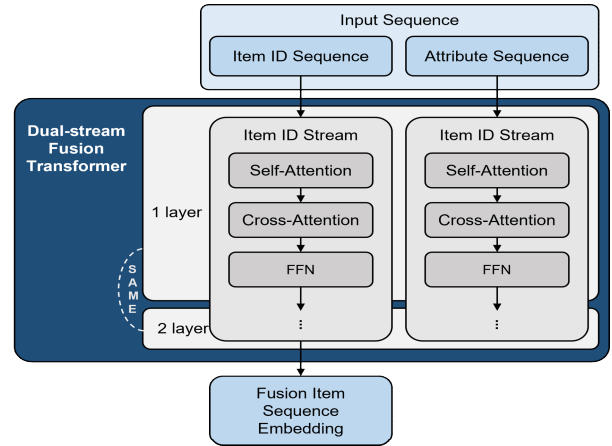 Input Sequence
Item ID Sequence
Attribute Sequence
Dual-stream
Fusion
Transformer
1 layer
Item ID Stream
Self-Attention
Cross-Attention
FFN
...
Item ID Stream
Self-Attention
Cross-Attention
FFN
...
SAME
2 layer
Fusion Item
Sequence
Embedding